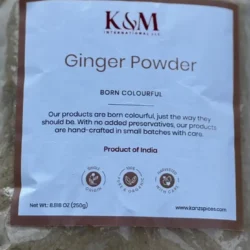 K&M
INTERNATIONAL LLC
Ginger Powder
BORN COLOURFUL
Our products are born colourful, just the way they
should be. With no added preservatives, our products
are hand-crafted in small batches with care.
Product of India
Net Wt: 8.818 OZ (250g)
www.kanzspices.com